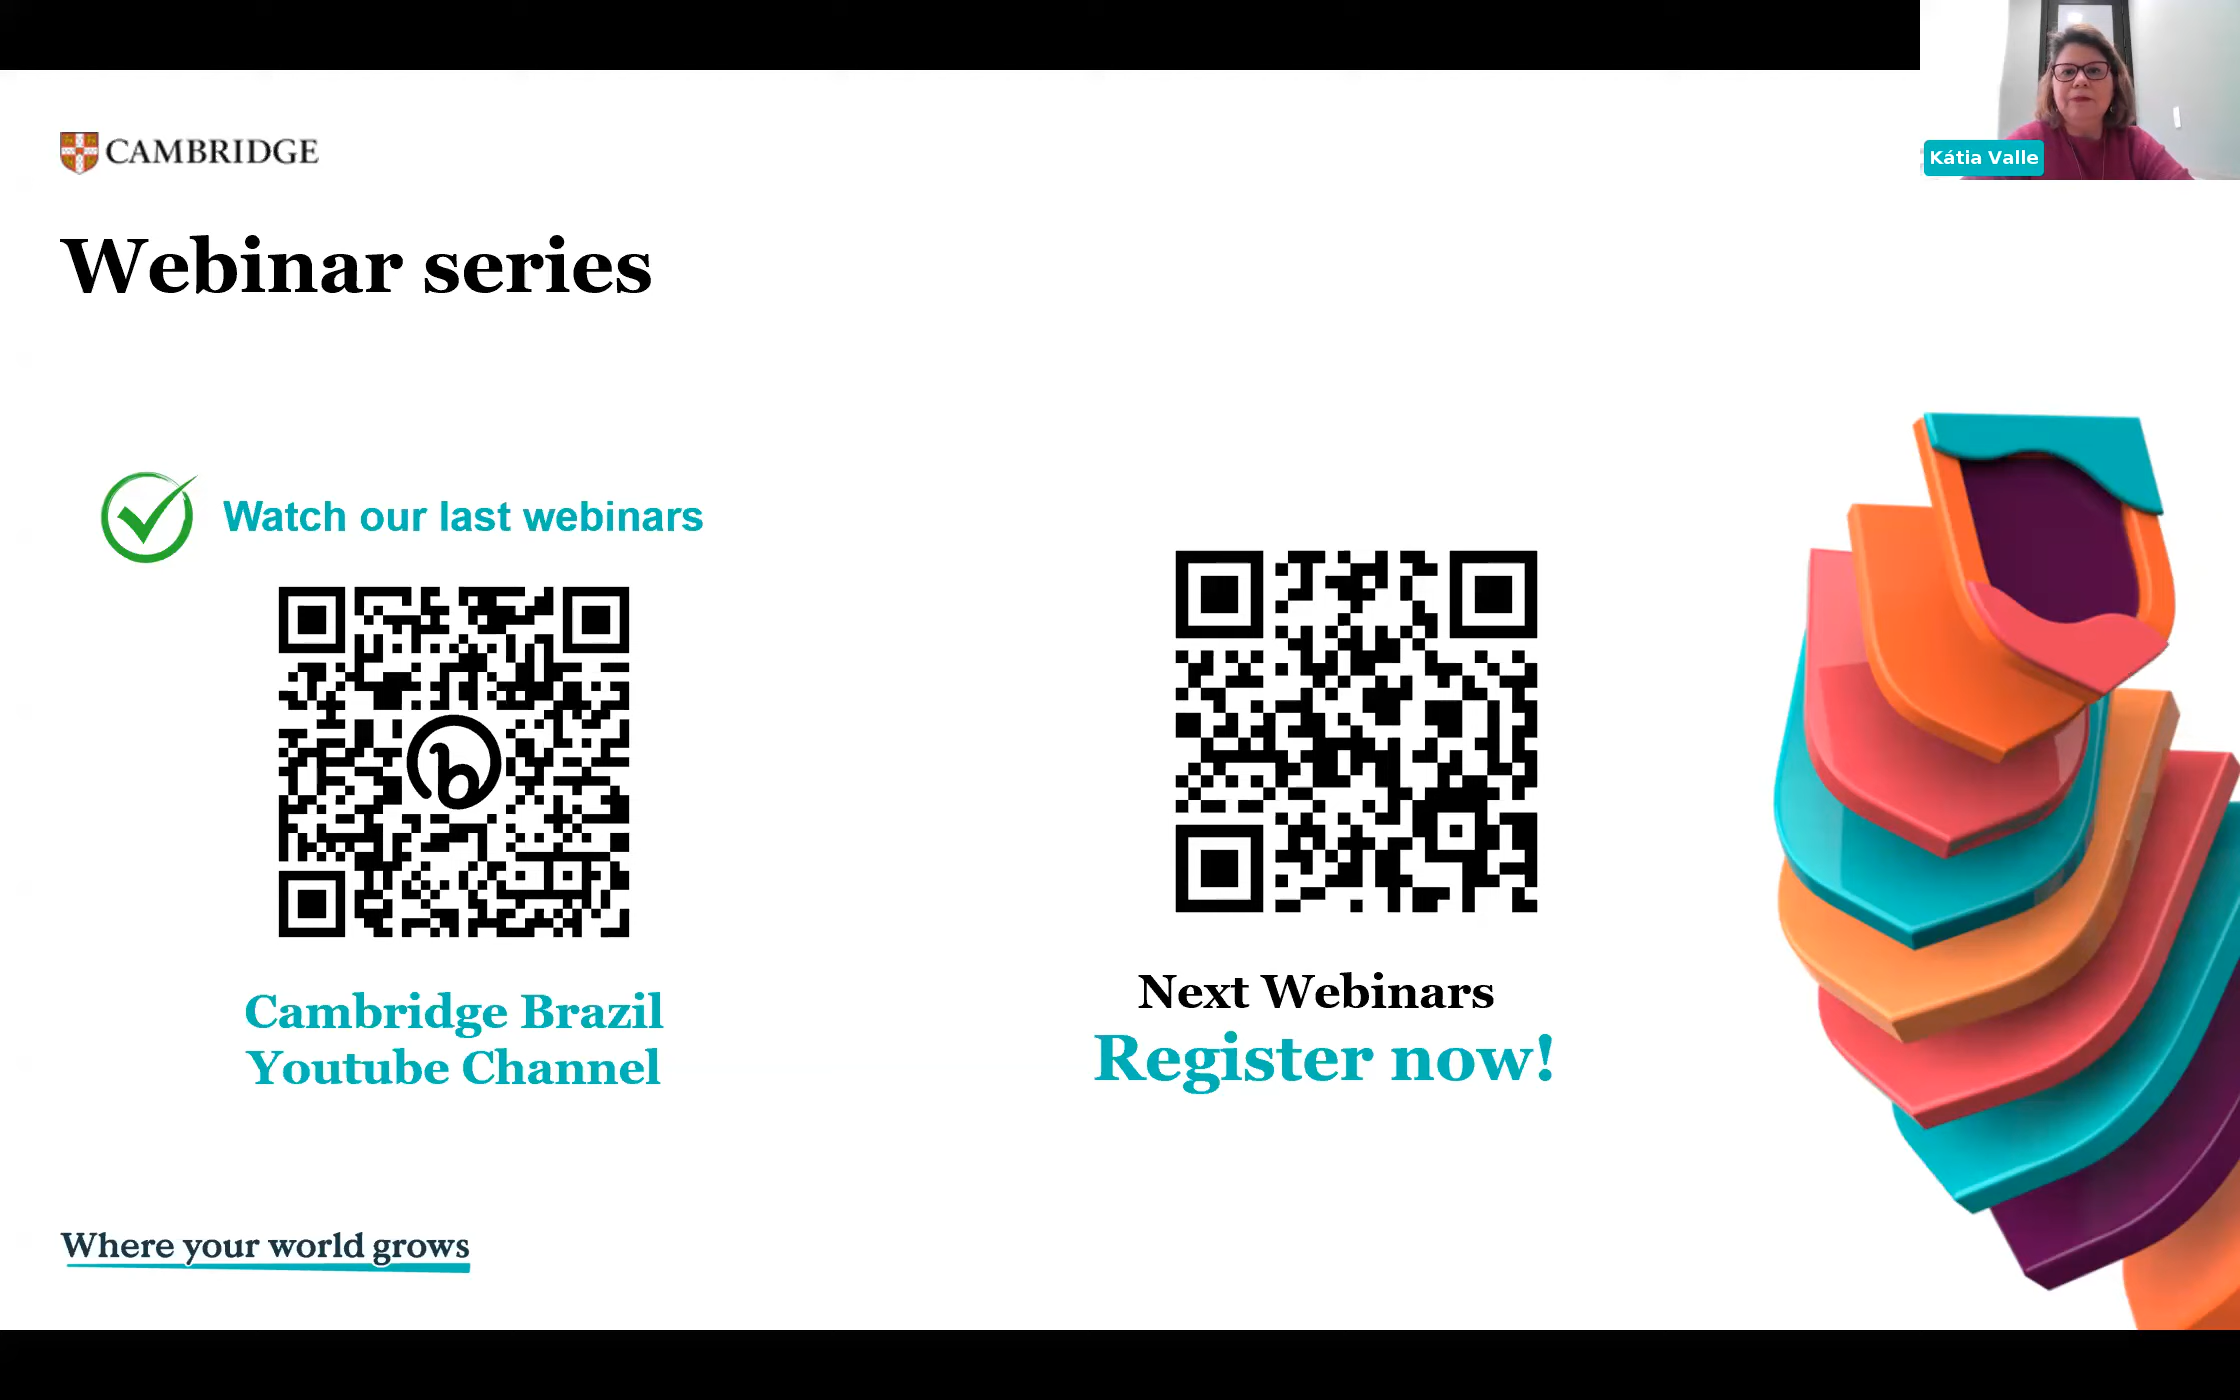 Kátia Valle
CAMBRIDGE
Webinar series
Watch our last webinars
Cambridge Brazil
Youtube Channel
Next Webinars
Register now!
Where your world grows